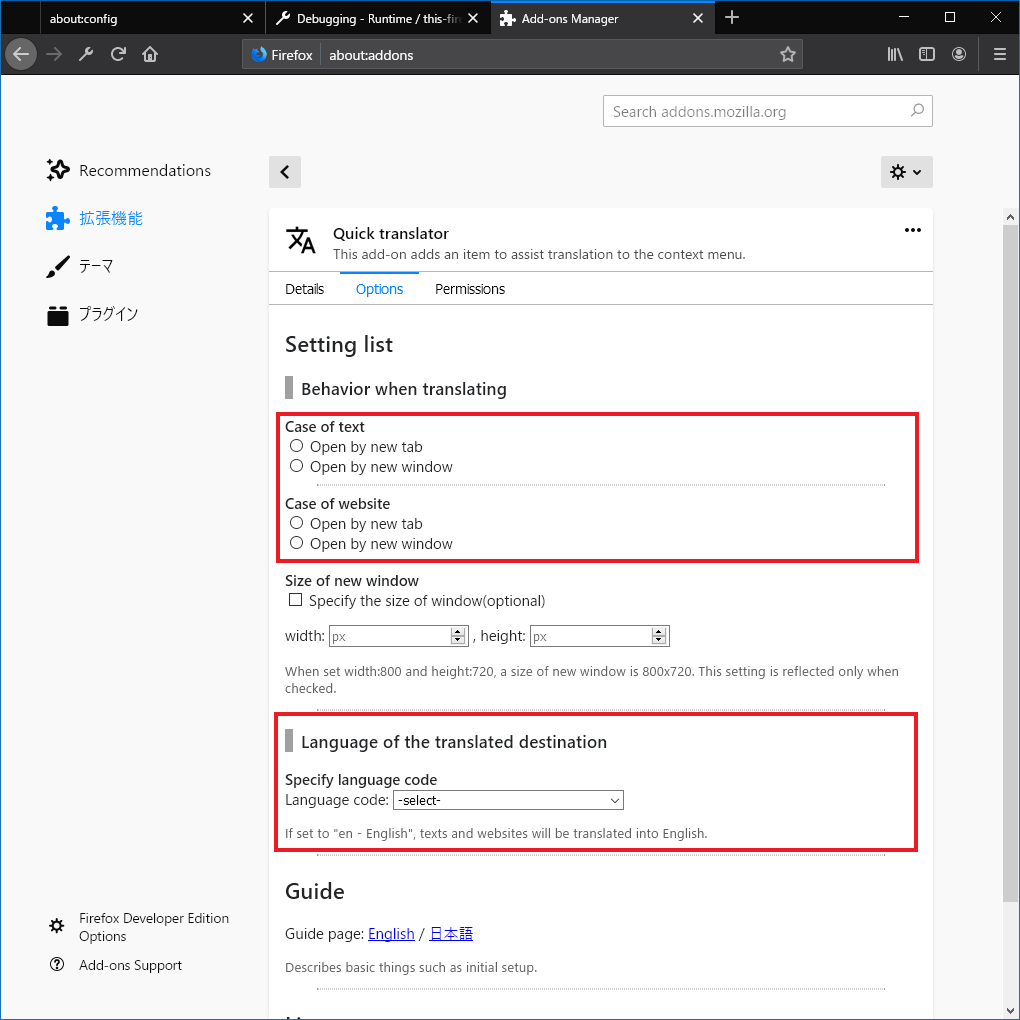 about:config
Debugging - Runtime / this-fire
Add-ons Manager
Firefox
about:addons
Search addons.mozilla.org
Recommendations
拡張機能
テーマ
プラグイン
Firefox Developer Edition
Options
Add-ons Support
Quick translator
This add-on adds an item to assist translation to the context menu.
Details Options Permissions
Setting list
Behavior when translating
Case of text
Open by new tab
Open by new window
Case of website
Open by new tab
Open by new window
Size of new window
Specify the size of window(optional)
width: px , height: px
When set width:800 and height:720, a size of new window is 800x720. This setting is reflected only when
checked.
Language of the translated destination
Specify language code
Language code: -select-
If set to "en - English", texts and websites will be translated into English.
Guide
Guide page: English / 日本語
Describes basic things such as initial setup.